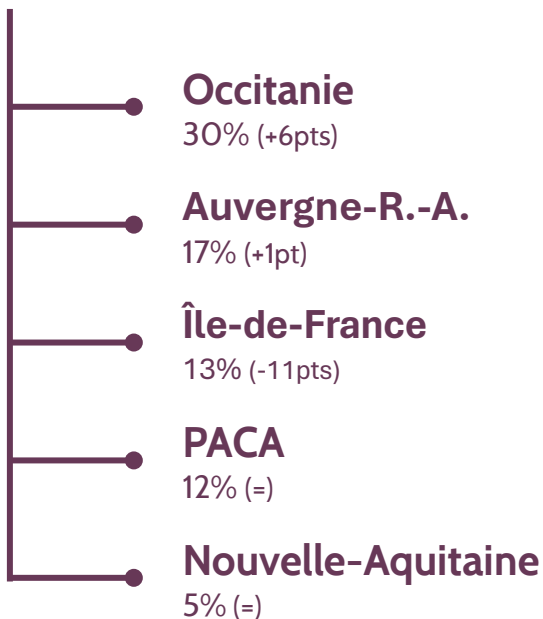 Occitanie
30% (+6pts)
Auvergne-R.-A.
17% (+1pt)
Île-de-France
13% (-11pts)
PACA
12% (=)
Nouvelle-Aquitaine
5% (=)